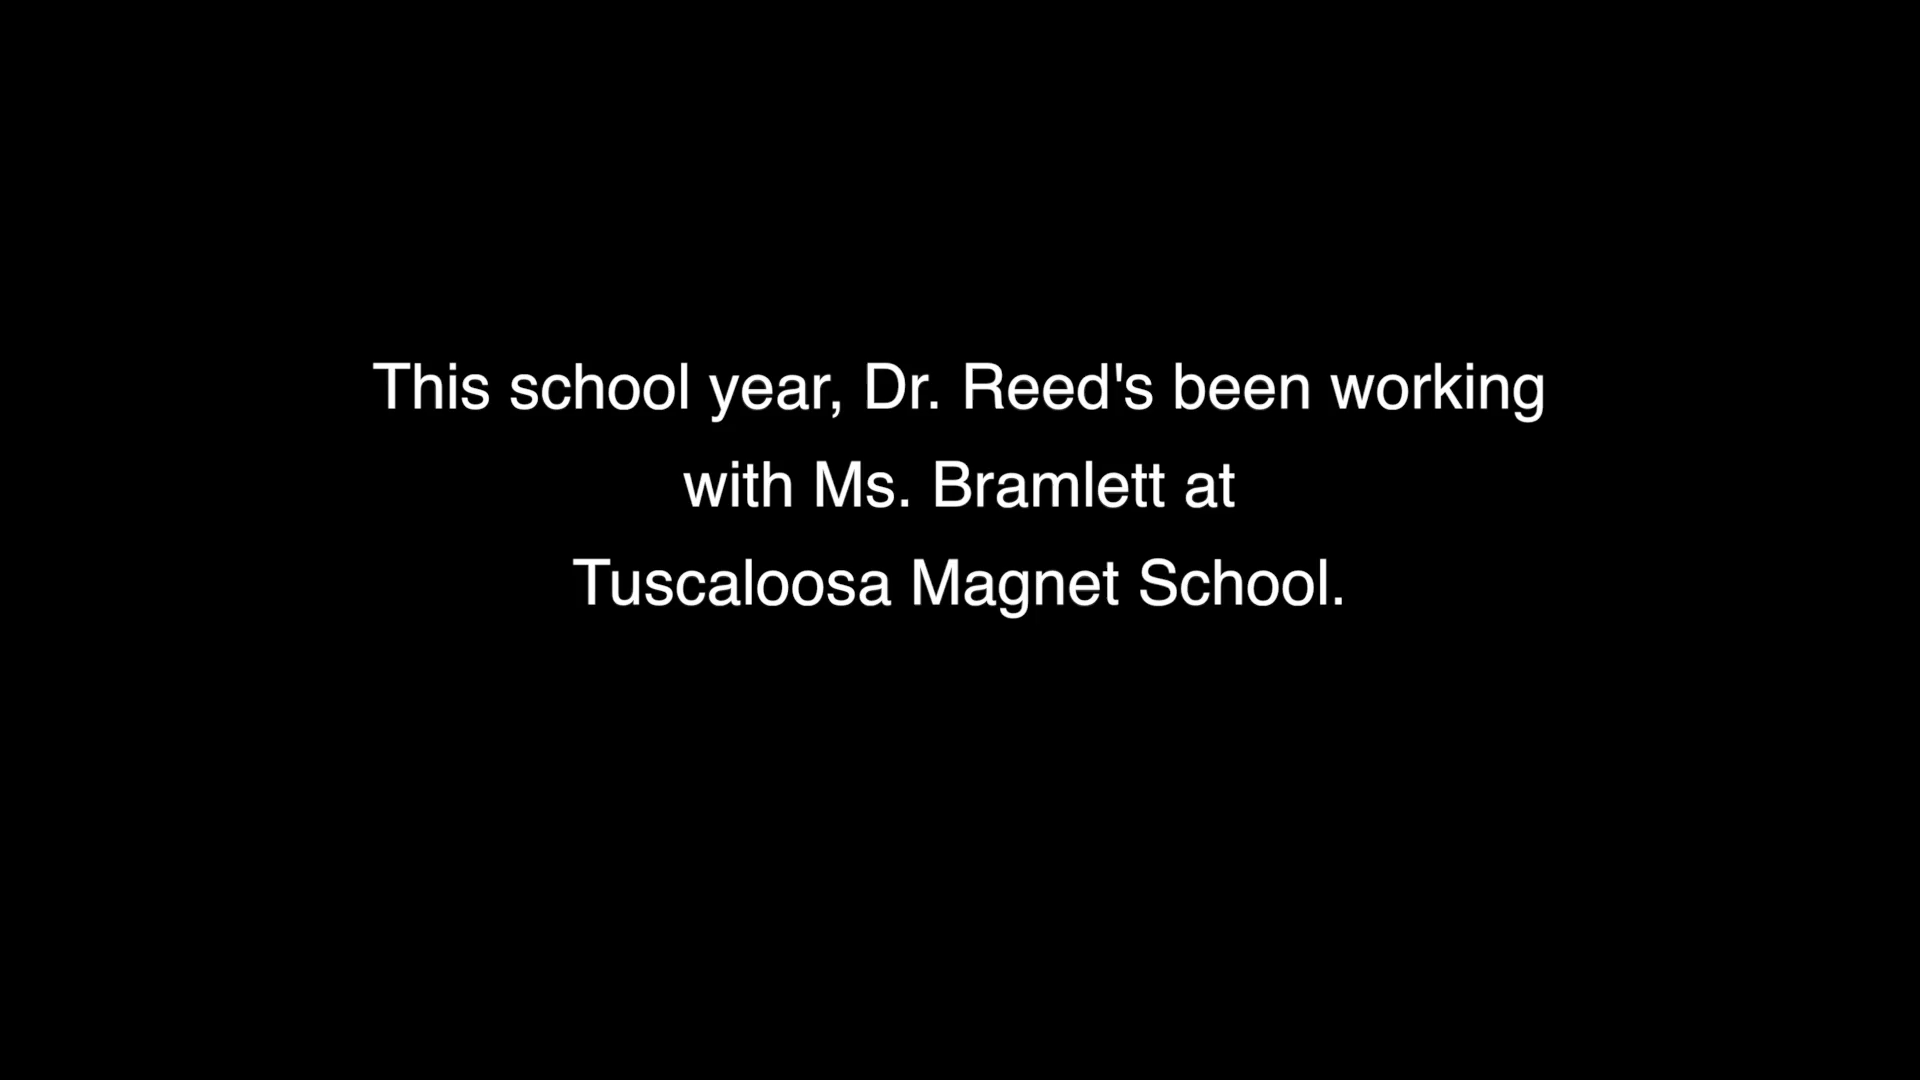 This school year, Dr. Reed's been working
with Ms. Bramlett at
Tuscaloosa Magnet School.